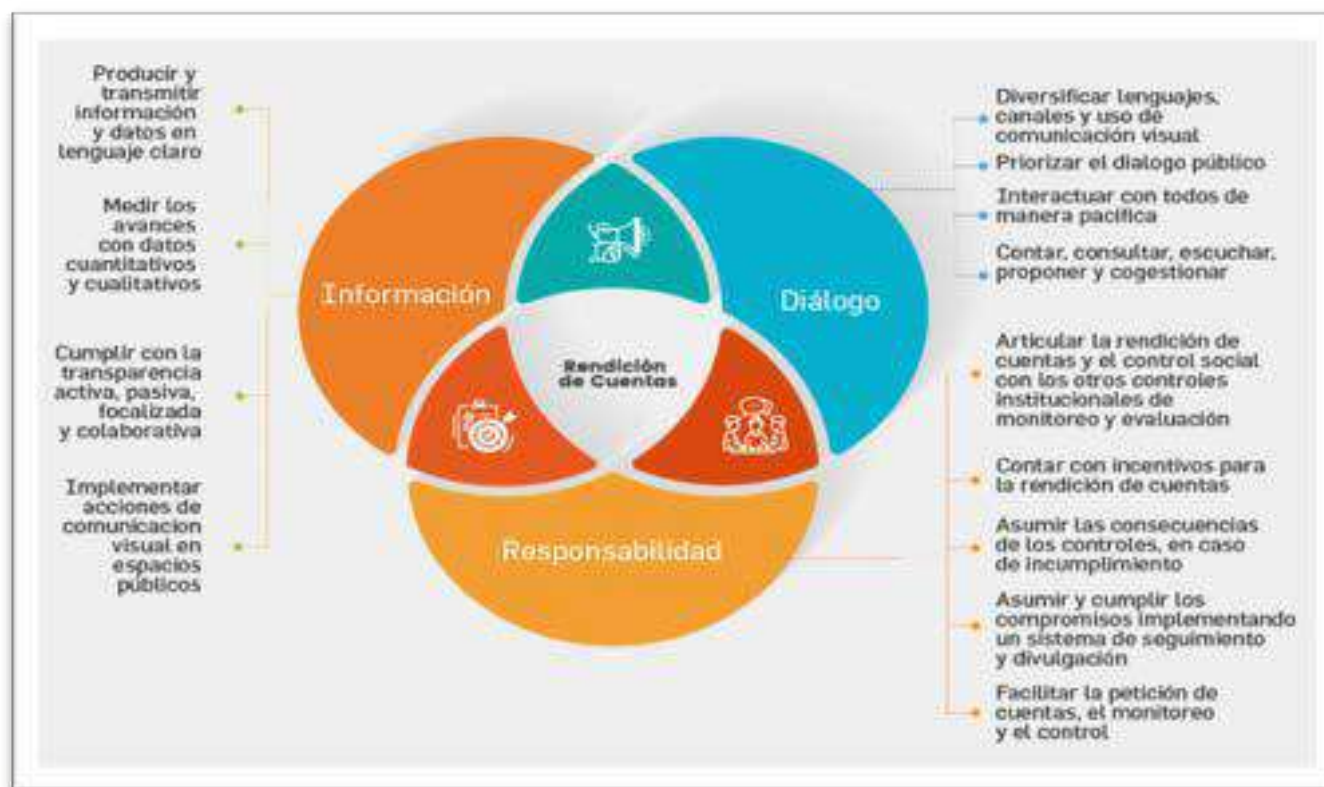 Producir y
transmitir
información
y datos en
lenguaje claro
Medir los
avances
con datos
cuantitativos
y cualitativos
Cumplir con la
transparencia
activa, pasiva,
focalizada
y colaborativa
Implementar
acciones de
comunicacion
visual en
espacios
públicos
Información
Diálogo
Rendición
de Cuentas
Responsabilidad
Diversificar lenguajes,
canales y uso de
comunicación visual
Priorizar el dialogo público
Interactuar con todos de
manera pacífica
Contar, consultar, escuchar,
proponer y cogestionar
Articular la rendición de
cuentas y el control social
con los otros controles
institucionales de
monitoreo y evaluación
Contar con incentivos para
la rendición de cuentas
Asumir las consecuencias
de los controles, en caso
de incumplimiento
Asumir y cumplir los
compromisos implementando
un sistema de seguimiento
y divulgación
Facilitar la petición de
cuentas, el monitoreo
y el control